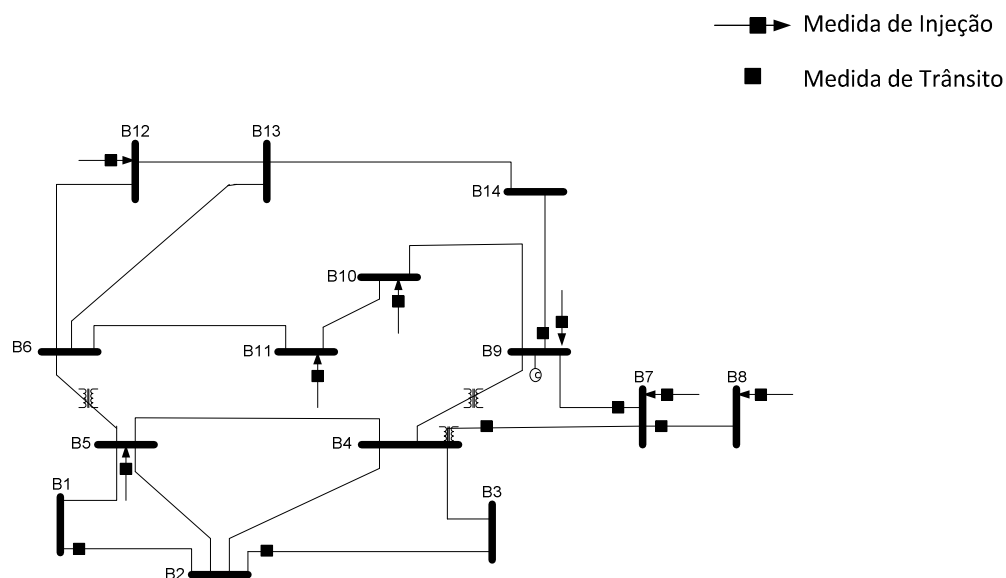 Medida de Injeção
Medida de Trânsito
B12
B13
B14
B10
B6
B11
B9
B7
B8
B5
B4
B1
B3
B2